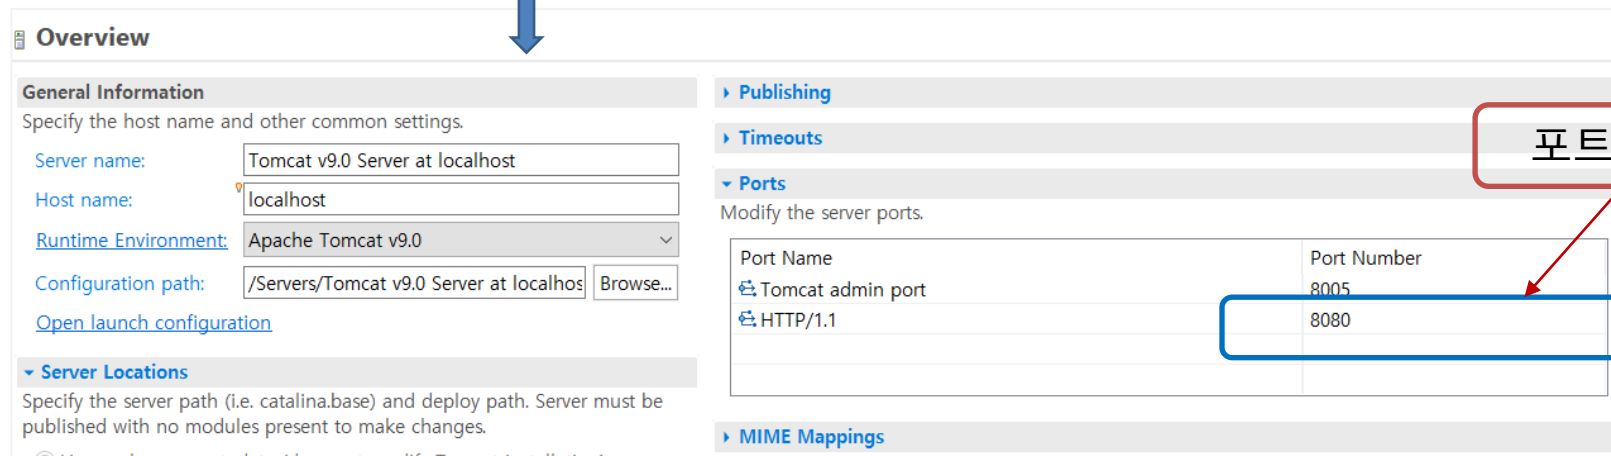 Overview
General Information
Specify the host name and other common settings.
Server name: Tomcat v9.0 Server at localhost
Host name: localhost
Runtime Environment: Apache Tomcat v9.0
Configuration path: /Servers/Tomcat v9.0 Server at localhos Browse...
Open launch configuration
Server Locations
Specify the server path (i.e. catalina.base) and deploy path. Server must be
published with no modules present to make changes.
Publishing
Timeouts
포트
Ports
Modify the server ports.
Port Name Port Number
Tomcat admin port 8005
HTTP/1.1 8080
MIME Mappings